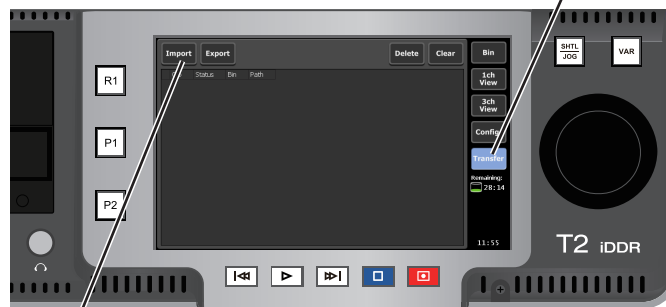 SHTL
JOG
VAR
Import Export Delete Clear Bin
Status Bin Path
1ch
View
3ch
View
Config
Transfer
Remaining:
28:14
11:55
R1
P1
P2
T2 iDDR